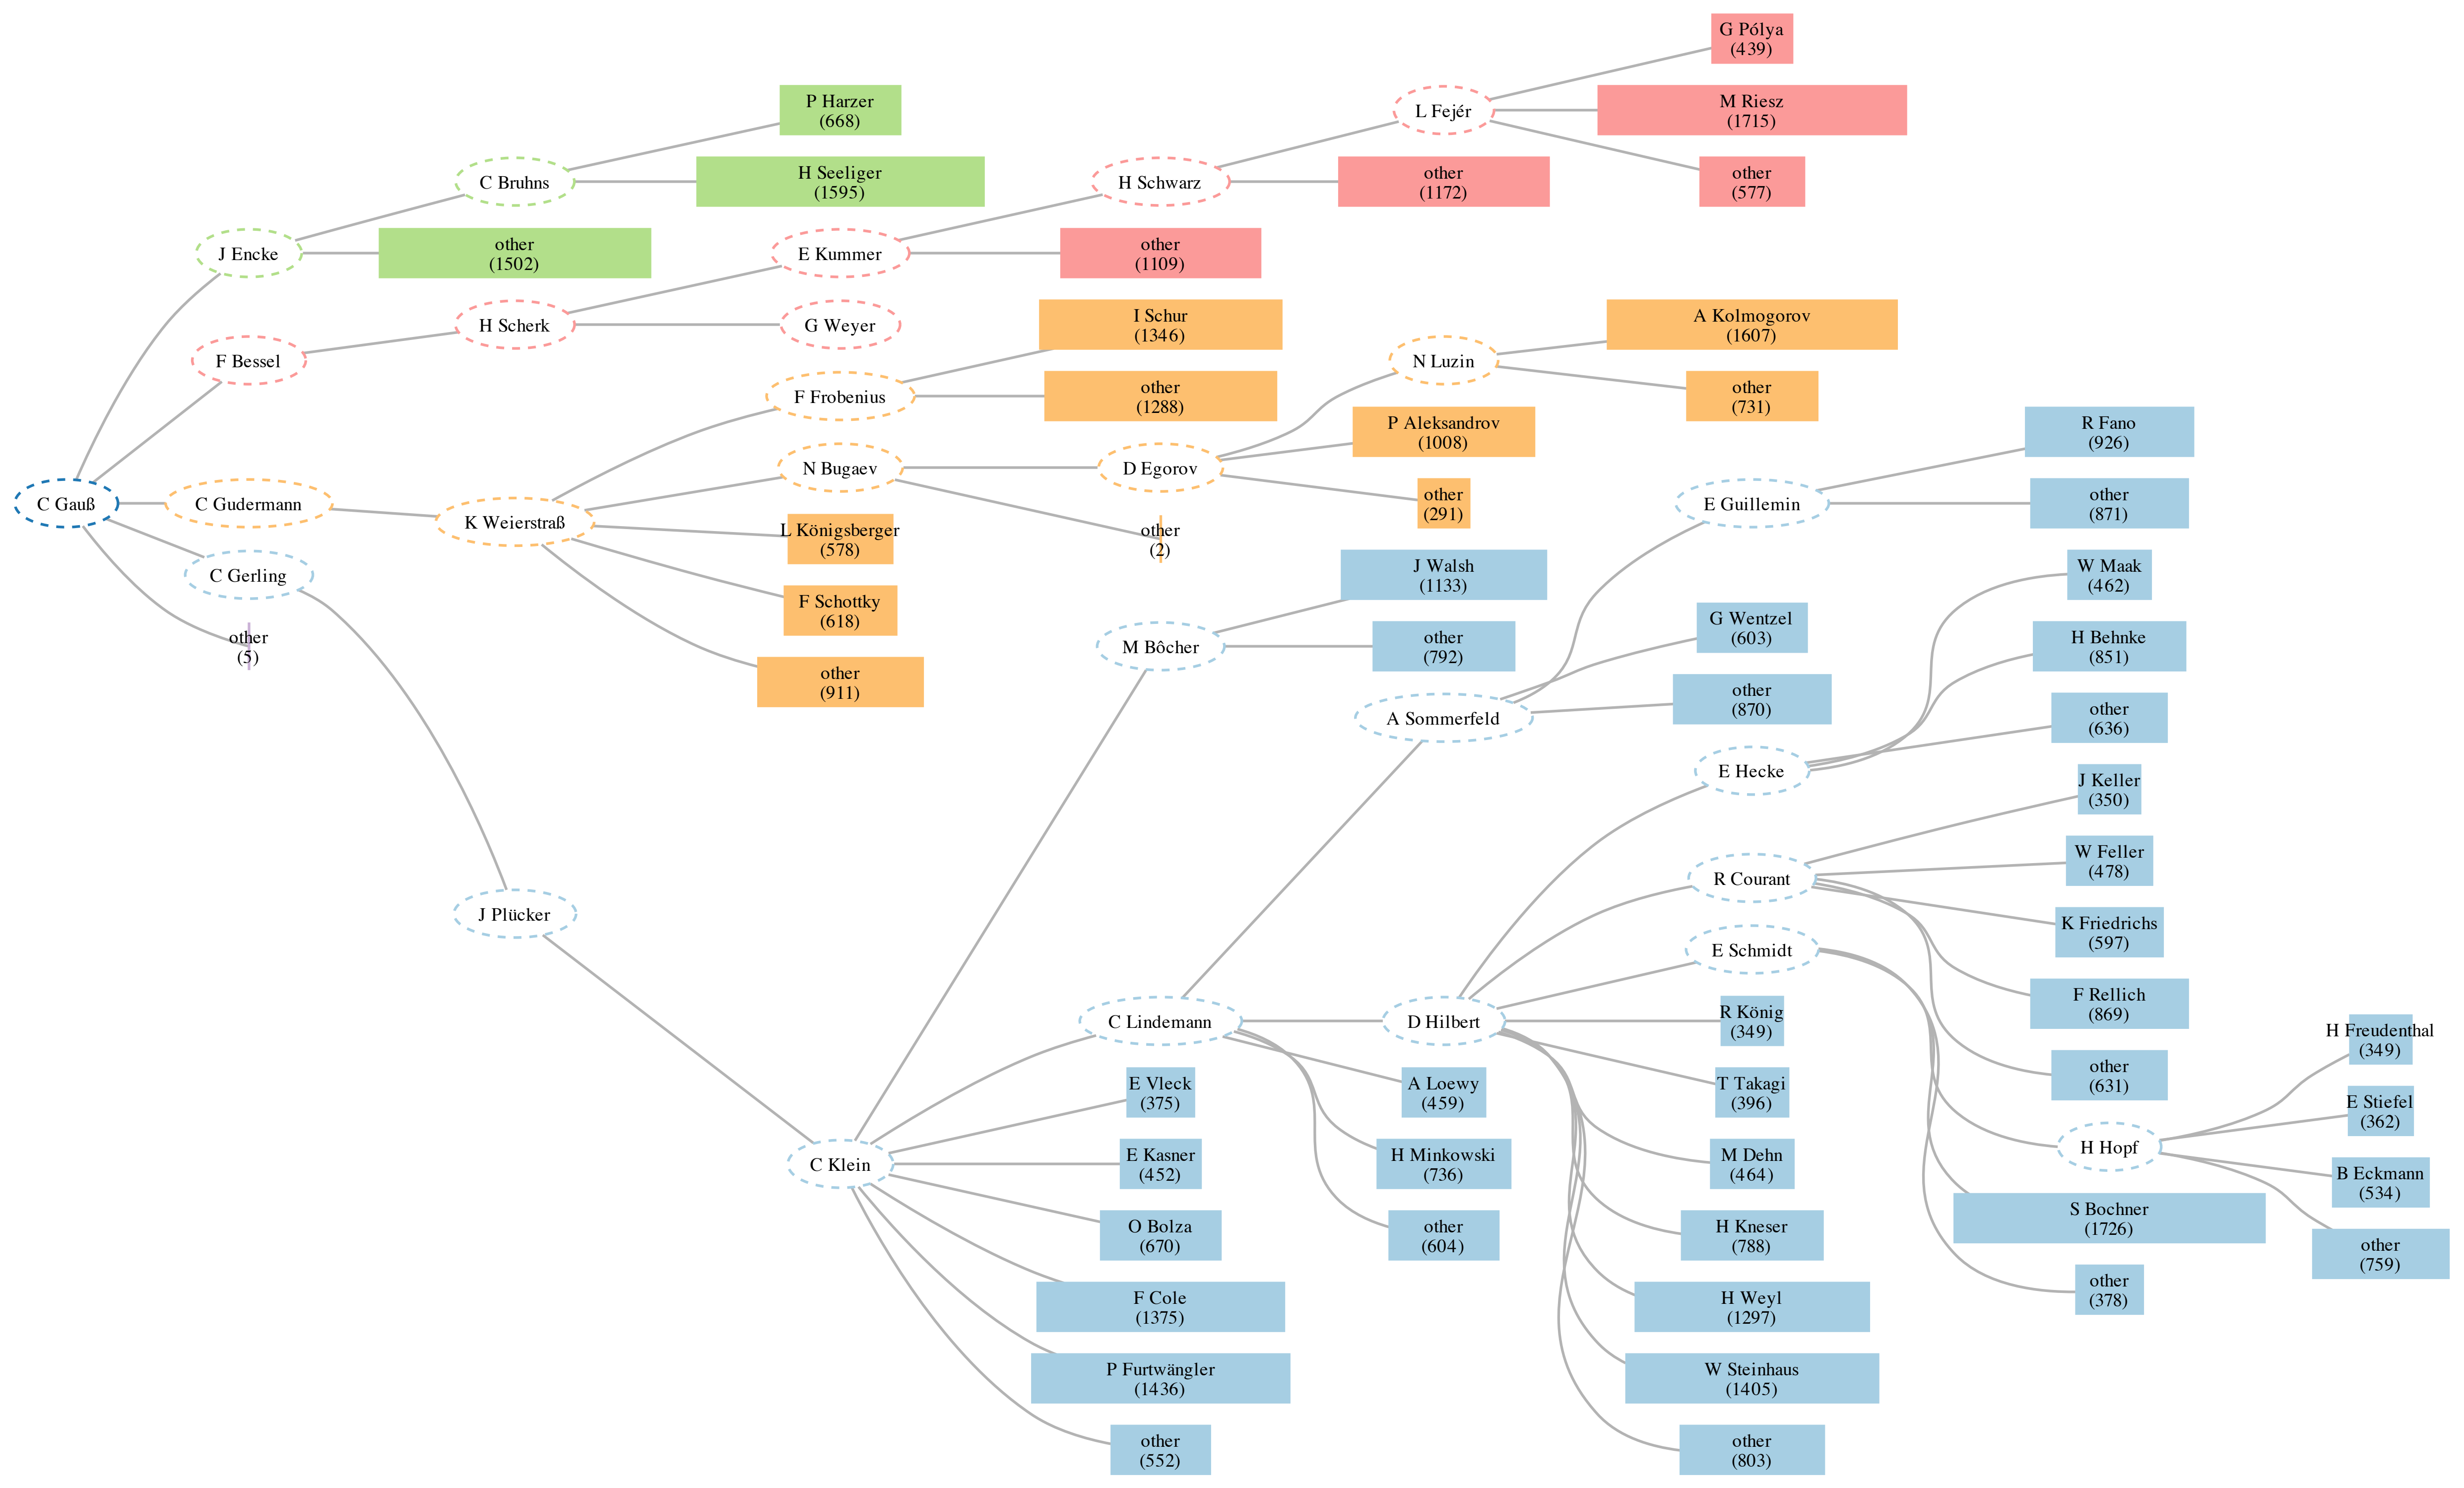 G Pólya
(439)
P Harzer
(668)
L Fejér
M Riesz
(1715)
C Bruhns
H Seeliger
(1595)
H Schwarz
other
(1172)
other
(577)
J Encke
other
(1502)
E Kummer
other
(1109)
H Scherk
G Weyer
I Schur
(1346)
A Kolmogorov
(1607)
F Bessel
N Luzin
F Frobenius
other
(1288)
other
(731)
P Aleksandrov
(1008)
R Fano
(926)
N Bugaev
D Egorov
C Gauß
C Gudermann
other
(291)
E Guillemin
other
(871)
K Weierstraß
L Königsberger
(578)
other
(2)
C Gerling
J Walsh
(1133)
W Maak
(462)
F Schottky
(618)
G Wentzel
(603)
other
(5)
M Bôcher
other
(792)
H Behnke
(851)
other
(911)
other
(870)
A Sommerfeld
other
(636)
E Hecke
J Keller
(350)
R Courant
W Feller
(478)
J Plücker
K Friedrichs
(597)
E Schmidt
F Rellich
(869)
C Lindemann
D Hilbert
R König
(349)
H Freudenthal
(349)
E Vleck
(375)
A Loewy
(459)
T Takagi
(396)
other
(631)
E Stiefel
(362)
C Klein
E Kasner
(452)
H Minkowski
(736)
M Dehn
(464)
H Hopf
B Eckmann
(534)
O Bolza
(670)
other
(604)
H Kneser
(788)
S Bochner
(1726)
other
(759)
F Cole
(1375)
H Weyl
(1297)
other
(378)
P Furtwängler
(1436)
W Steinhaus
(1405)
other
(552)
other
(803)